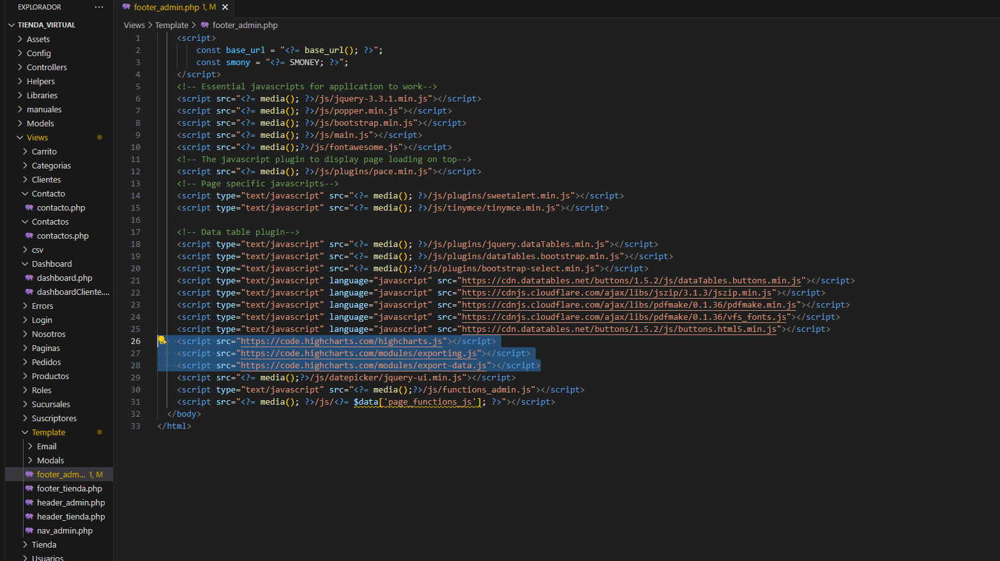 EXPLORADOR
···
TIENDA_VIRTUAL
Assets
Config
Controllers
Helpers
Libraries
manuales
Models
Views
Carrito
Categorias
Clientes
Contacto
contacto.php
Contactos
contactos.php
csv
Dashboard
dashboard.php
dashboardCliente....
Errors
Login
Nosotros
Paginas
Pedidos
Productos
Roles
Sucursales
Suscriptores
Template
Email
Modals
footer_adm... 1, M
footer_tienda.php
header_admin.php
header_tienda.php
nav_admin.php
Tienda
Usuarios
footer_admin.php 1, M
Views > Template > footer_admin.php
1 <script>
2 const base_url = "<?= base_url(); ?>";
3 const smony = "<?= SMONEY; ?>";
4 </script>
5 <!-- Essential javascripts for application to work-->
6 <script src="<?= media(); ?>/js/jquery-3.3.1.min.js"></script>
7 <script src="<?= media(); ?>/js/popper.min.js"></script>
8 <script src="<?= media(); ?>/js/bootstrap.min.js"></script>
9 <script src="<?= media(); ?>/js/main.js"></script>
10 <script src="<?= media();?>/js/fontawesome.js"></script>
11 <!-- The javascript plugin to display page loading on top-->
12 <script src="<?= media(); ?>/js/plugins/pace.min.js"></script>
13 <!-- Page specific javascripts-->
14 <script type="text/javascript" src="<?= media(); ?>/js/plugins/sweetalert.min.js"></script>
15 <script type="text/javascript" src="<?= media(); ?>/js/tinymce/tinymce.min.js"></script>
16
17 <!-- Data table plugin-->
18 <script type="text/javascript" src="<?= media(); ?>/js/plugins/jquery.dataTables.min.js"></script>
19 <script type="text/javascript" src="<?= media(); ?>/js/plugins/dataTables.bootstrap.min.js"></script>
20 <script type="text/javascript" src="<?= media();?>/js/plugins/bootstrap-select.min.js"></script>
21 <script type="text/javascript" language="javascript" src="https://cdn.datatables.net/buttons/1.5.2/js/dataTables.buttons.min.js"></script>
22 <script type="text/javascript" language="javascript" src="https://cdnjs.cloudflare.com/ajax/libs/jszip/3.1.3/jszip.min.js"></script>
23 <script type="text/javascript" language="javascript" src="https://cdnjs.cloudflare.com/ajax/libs/pdfmake/0.1.36/pdfmake.min.js"></script>
24 <script type="text/javascript" language="javascript" src="https://cdnjs.cloudflare.com/ajax/libs/pdfmake/0.1.36/vfs_fonts.js"></script>
25 <script type="text/javascript" language="javascript" src="https://cdn.datatables.net/buttons/1.5.2/js/buttons.html5.min.js"></script>
26 <script src="https://code.highcharts.com/highcharts.js"></script>
27 <script src="https://code.highcharts.com/modules/exporting.js"></script>
28 <script src="https://code.highcharts.com/modules/export-data.js"></script>
29 <script src="<?= media();?>/js/datepicker/jquery-ui.min.js"></script>
30 <script type="text/javascript" src="<?= media();?>/js/functions_admin.js"></script>
31 <script src="<?= media(); ?>/js/<?= $data['page_functions_js']; ?>"></script>
32 </body>
33 </html>